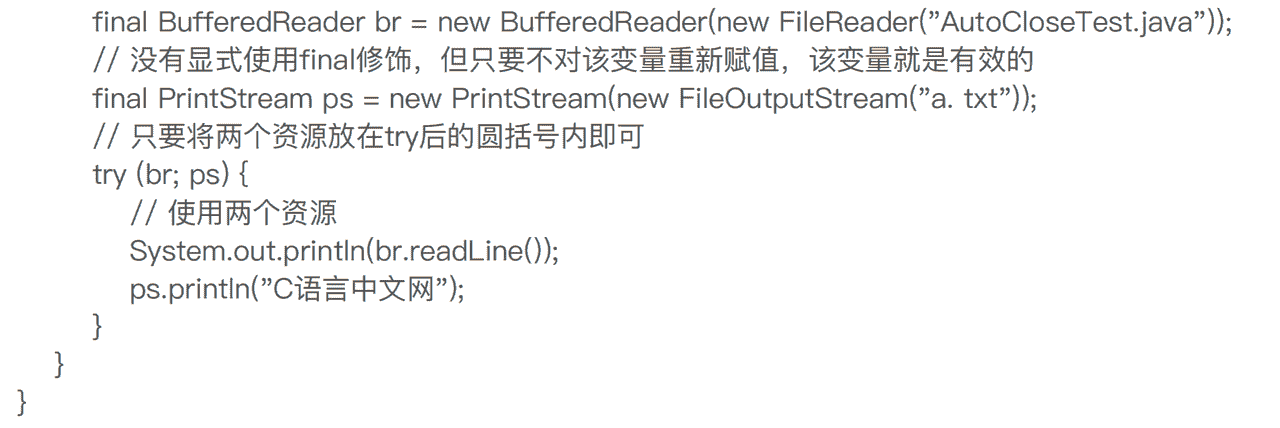 final BufferedReader br = new BufferedReader(new FileReader("AutoCloseTest.java"));
// 没有显式使用final修饰，但只要不对该变量重新赋值，该变量就是有效的
final PrintStream ps = new PrintStream(new FileOutputStream("a. txt"));
// 只要将两个资源放在try后的圆括号内即可
try (br; ps) {
// 使用两个资源
System.out.println(br.readLine());
ps.println("C语言中文网");
}
}
}